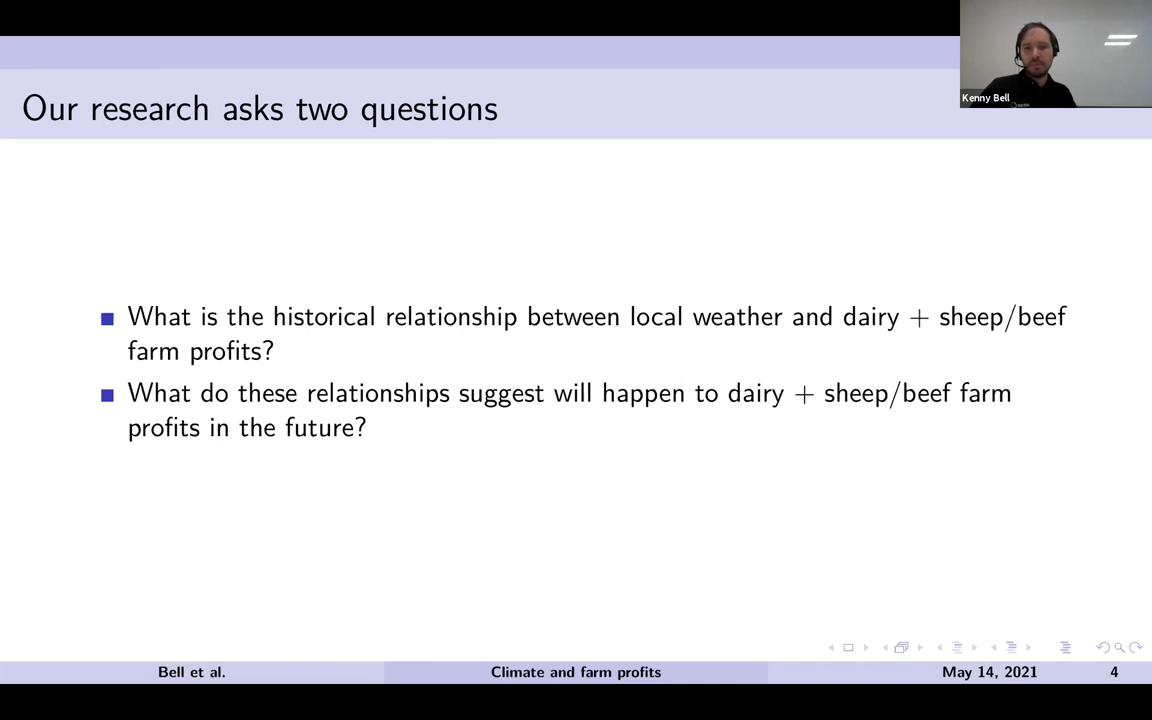 Our research asks two questions
Kenny Bell
What is the historical relationship between local weather and dairy + sheep/beef
farm profits?
What do these relationships suggest will happen to dairy + sheep/beef farm
profits in the future?
Bell et al.
Climate and farm profits
May 14, 2021
4